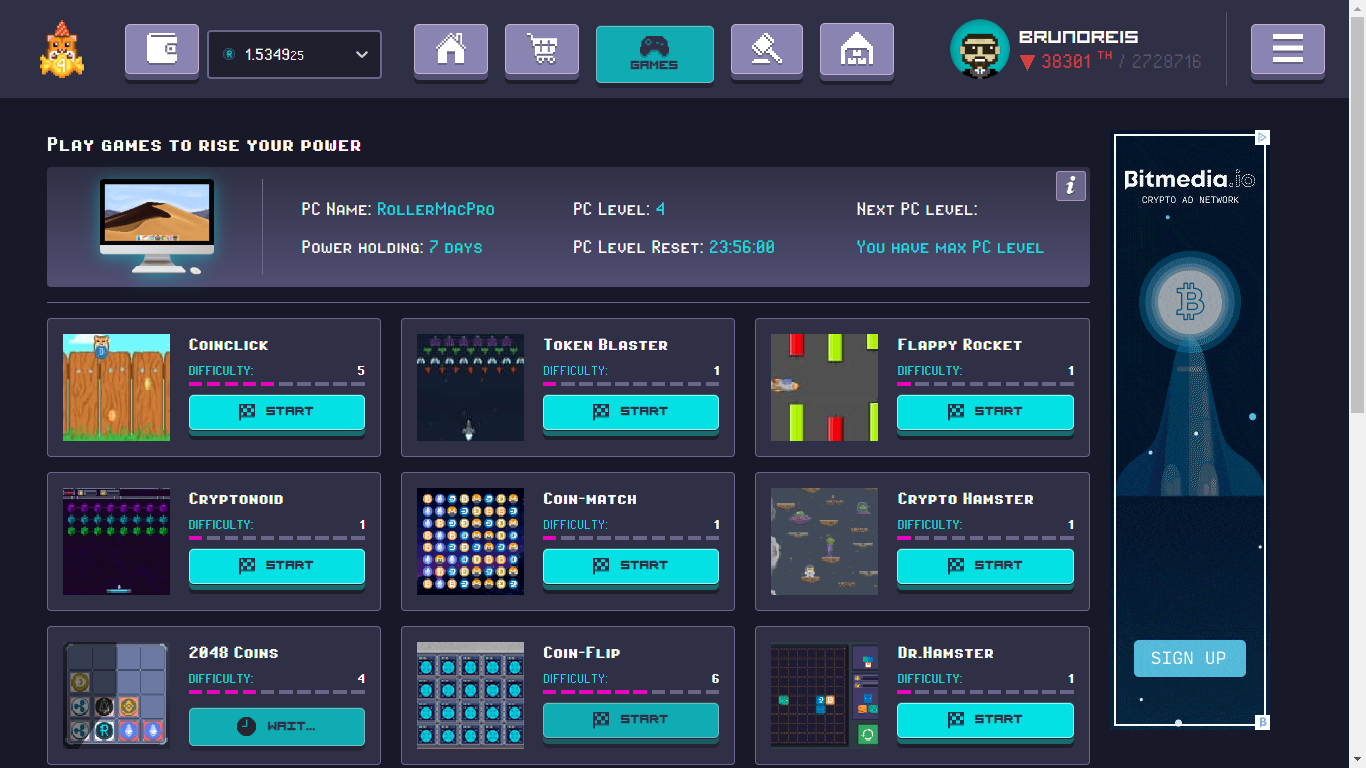 1.534925
GAMES
BRUNOREIS
38301 TH / 2728716
Play games to rise your power
PC Name: RollerMacPro
PC Level: 4
Next PC level:
Power holding: 7 days
PC Level Reset: 23:56:00
You have max PC level
i
Coinclick
DIFFICULTY: 5
START
Token Blaster
DIFFICULTY: 1
START
Flappy Rocket
DIFFICULTY: 1
START
Cryptonoid
DIFFICULTY: 1
START
Coin-match
DIFFICULTY: 1
START
Crypto Hamster
DIFFICULTY: 1
START
2048 Coins
DIFFICULTY: 4
WAIT...
Coin-Flip
DIFFICULTY: 6
START
Dr.Hamster
DIFFICULTY: 1
START
Bitmedia.io
CRYPTO AD NETWORK
SIGN UP